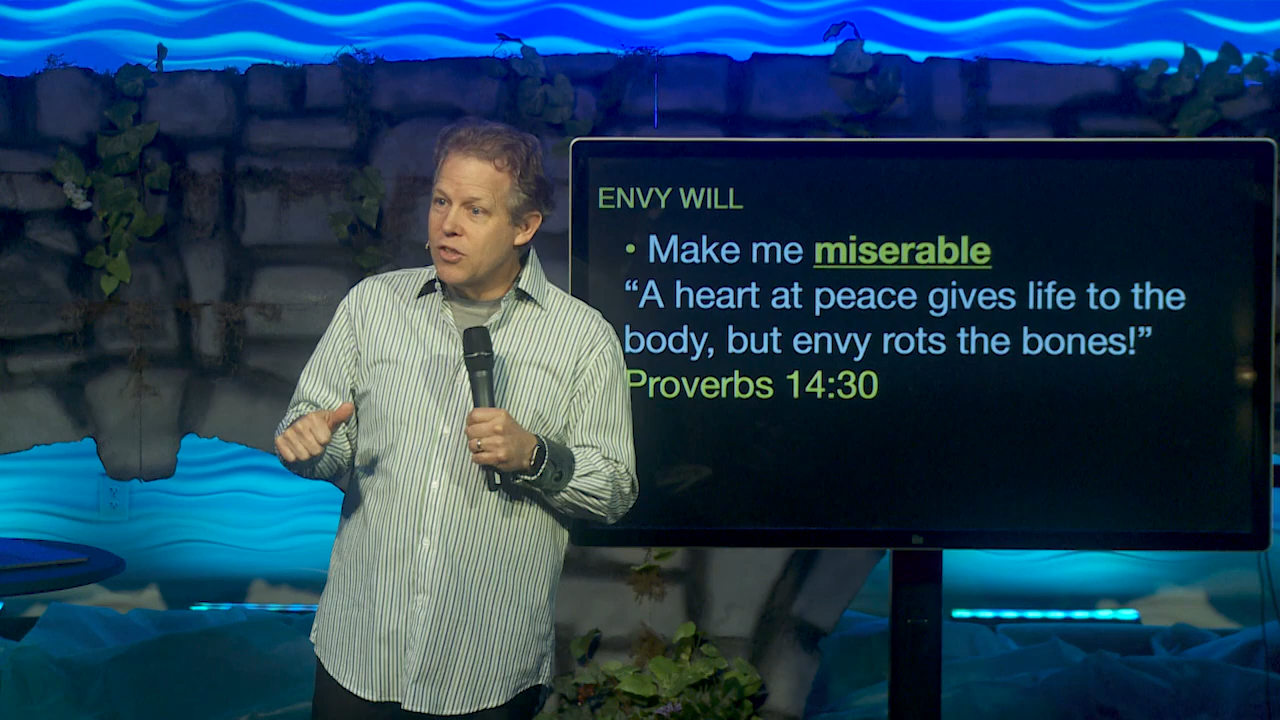 ENVY WILL
• Make me miserable
“A heart at peace gives life to the
body, but envy rots the bones!”
Proverbs 14:30